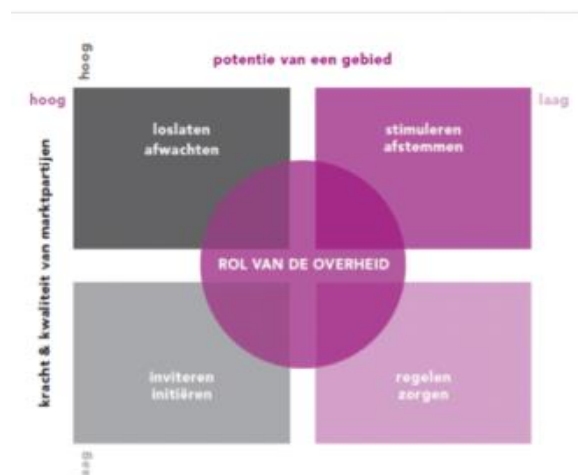 potentie van een gebied
hoog
hoog
laag
loslaten
afwachten
stimuleren
afstemmen
kracht & kwaliteit van marktpartijen
ROL VAN DE OVERHEID
inviteren
initiëren
regelen
zorgen